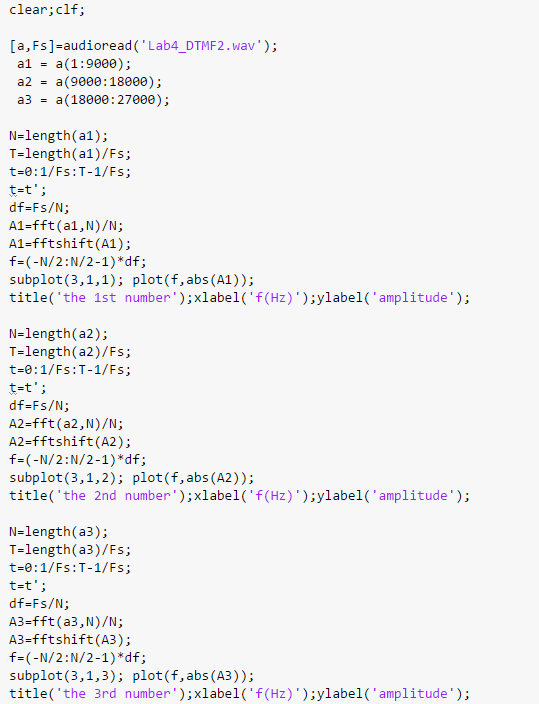 clear;clf;
[a,Fs]=audioread('Lab4_DTMF2.wav');
a1 = a(1:9000);
a2 = a(9000:18000);
a3 = a(18000:27000);
N=length(a1);
T=length(a1)/Fs;
t=0:1/Fs:T-1/Fs;
t=t';
df=Fs/N;
A1=fft(a1,N)/N;
A1=fftshift(A1);
f=(-N/2:N/2-1)*df;
subplot(3,1,1); plot(f,abs(A1));
title('the 1st number');xlabel('f(Hz)');ylabel('amplitude');
N=length(a2);
T=length(a2)/Fs;
t=0:1/Fs:T-1/Fs;
t=t';
df=Fs/N;
A2=fft(a2,N)/N;
A2=fftshift(A2);
f=(-N/2:N/2-1)*df;
subplot(3,1,2); plot(f,abs(A2));
title('the 2nd number');xlabel('f(Hz)');ylabel('amplitude');
N=length(a3);
T=length(a3)/Fs;
t=0:1/Fs:T-1/Fs;
t=t';
df=Fs/N;
A3=fft(a3,N)/N;
A3=fftshift(A3);
f=(-N/2:N/2-1)*df;
subplot(3,1,3); plot(f,abs(A3));
title('the 3rd number');xlabel('f(Hz)');ylabel('amplitude');